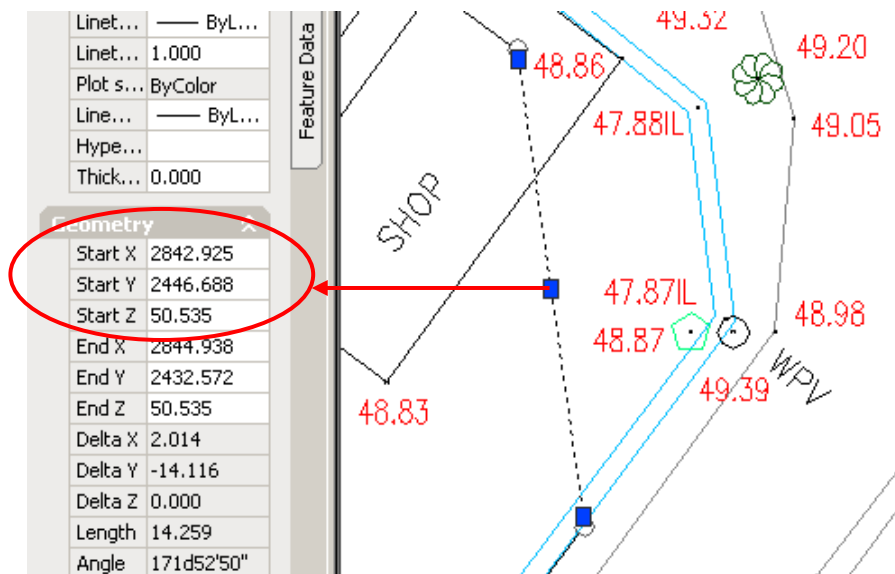 Linet... ByL...
Linet... 1.000
Plot s... ByColor
Line... ByL...
Hype...
Thick... 0.000
Feature Data
Geometry
Start X 2842.925
Start Y 2446.688
Start Z 50.535
End X 2844.938
End Y 2432.572
End Z 50.535
Delta X 2.014
Delta Y -14.116
Delta Z 0.000
Length 14.259
Angle 171d52'50"
49.32
49.20
48.86
47.88IL
49.05
SHOP
47.87IL
48.98
48.87
WPV
49.39
48.83